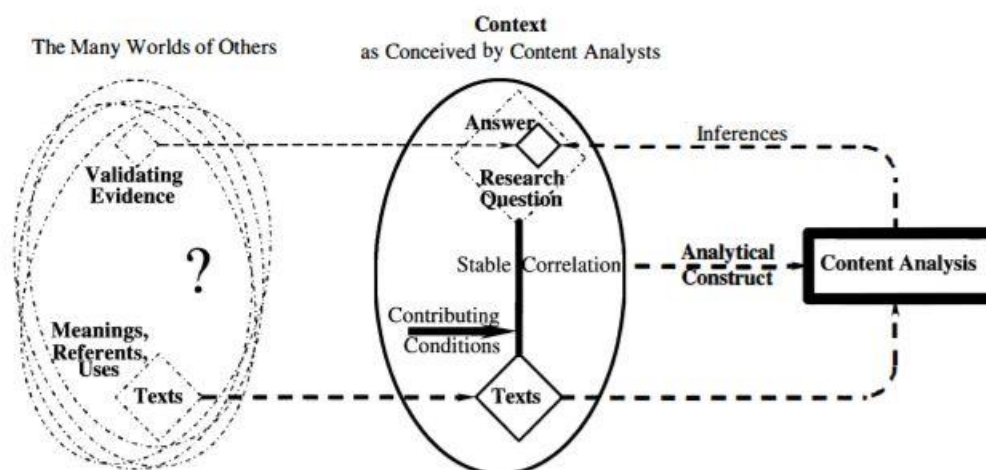 The Many Worlds of Others
Context
as Conceived by Content Analysts
Answer
Inferences
Validating
Evidence
Research
Question
?
Stable Correlation
Analytical
Construct
Content Analysis
Contributing
Conditions
Meanings,
Referents,
Uses
Texts
Texts